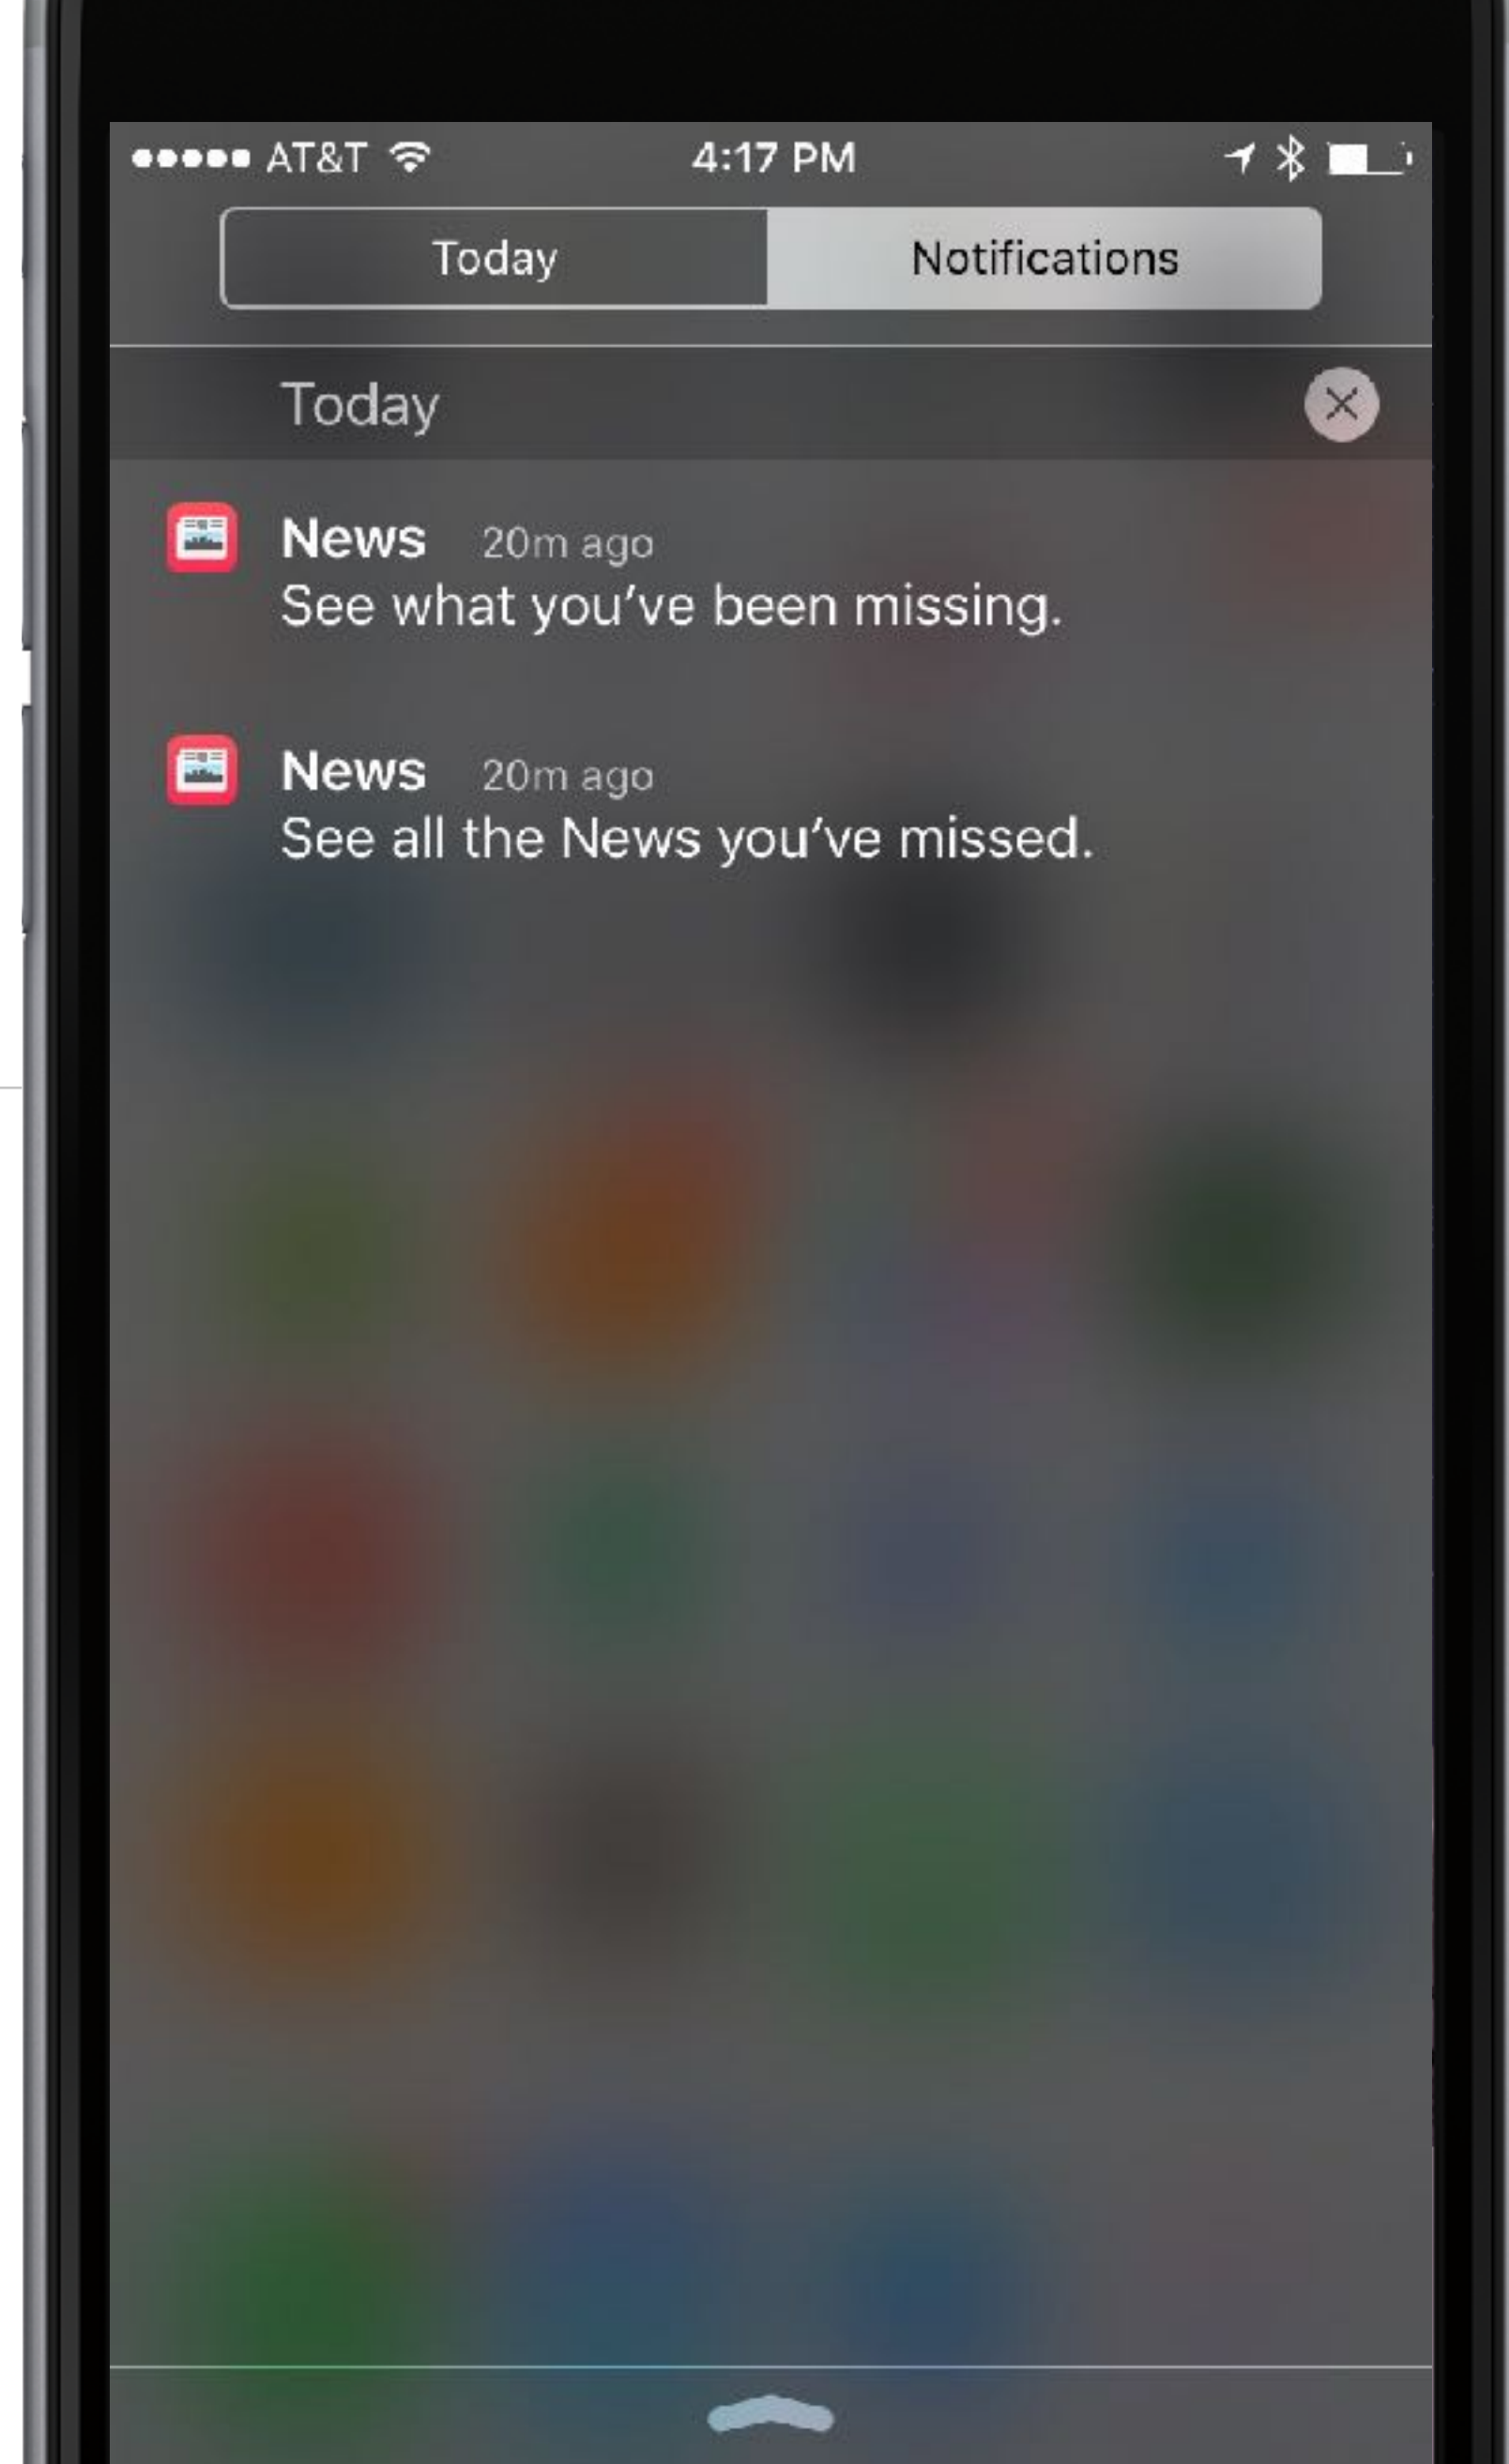 AT&T 4:17 PM
Today Notifications
Today
News 20m ago
See what you've been missing.
News 20m ago
See all the News you've missed.